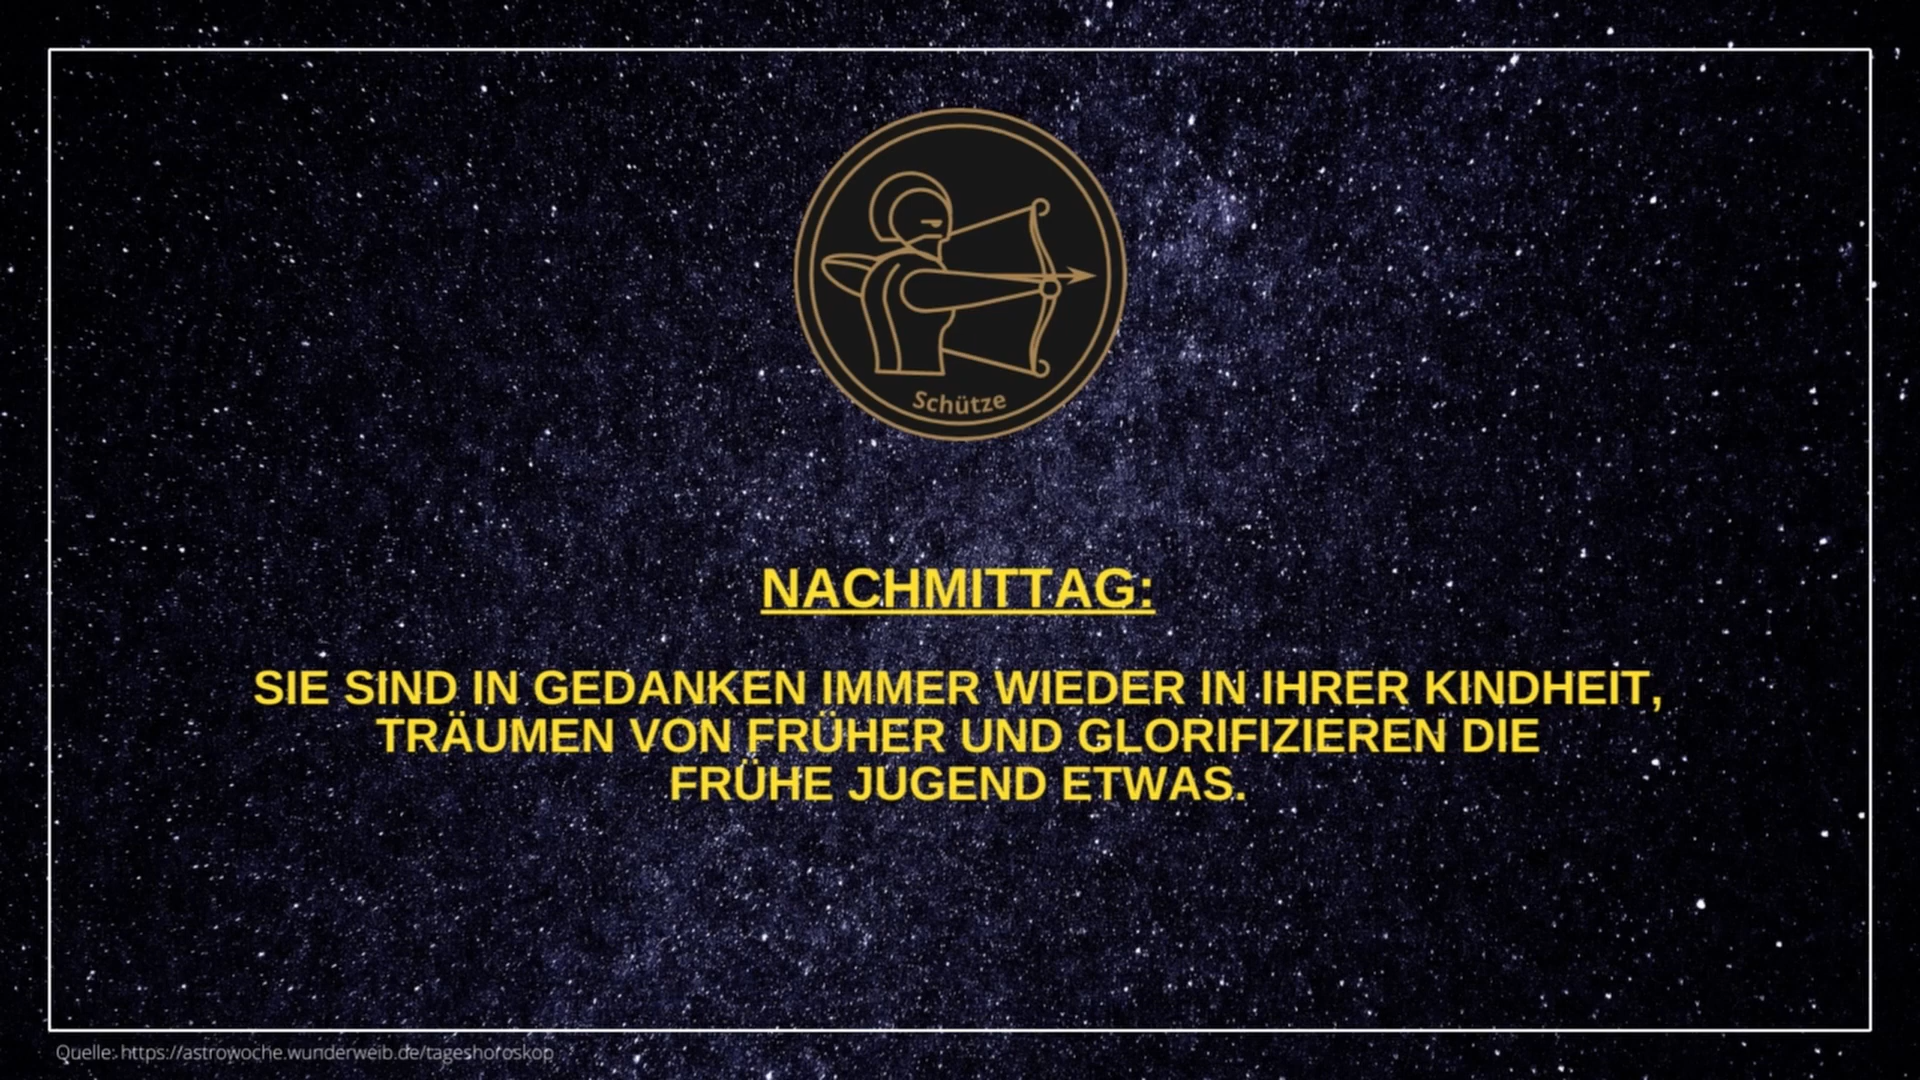 Schütze
NACHMITTAG:
SIE SIND IN GEDANKEN IMMER WIEDER IN IHRER KINDHEIT,
TRÄUMEN VON FRÜHER UND GLORIFIZIEREN DIE
FRÜHE JUGEND ETWAS.
Quelle: https://astrowoche.wunderweib.de/tageshoroskop